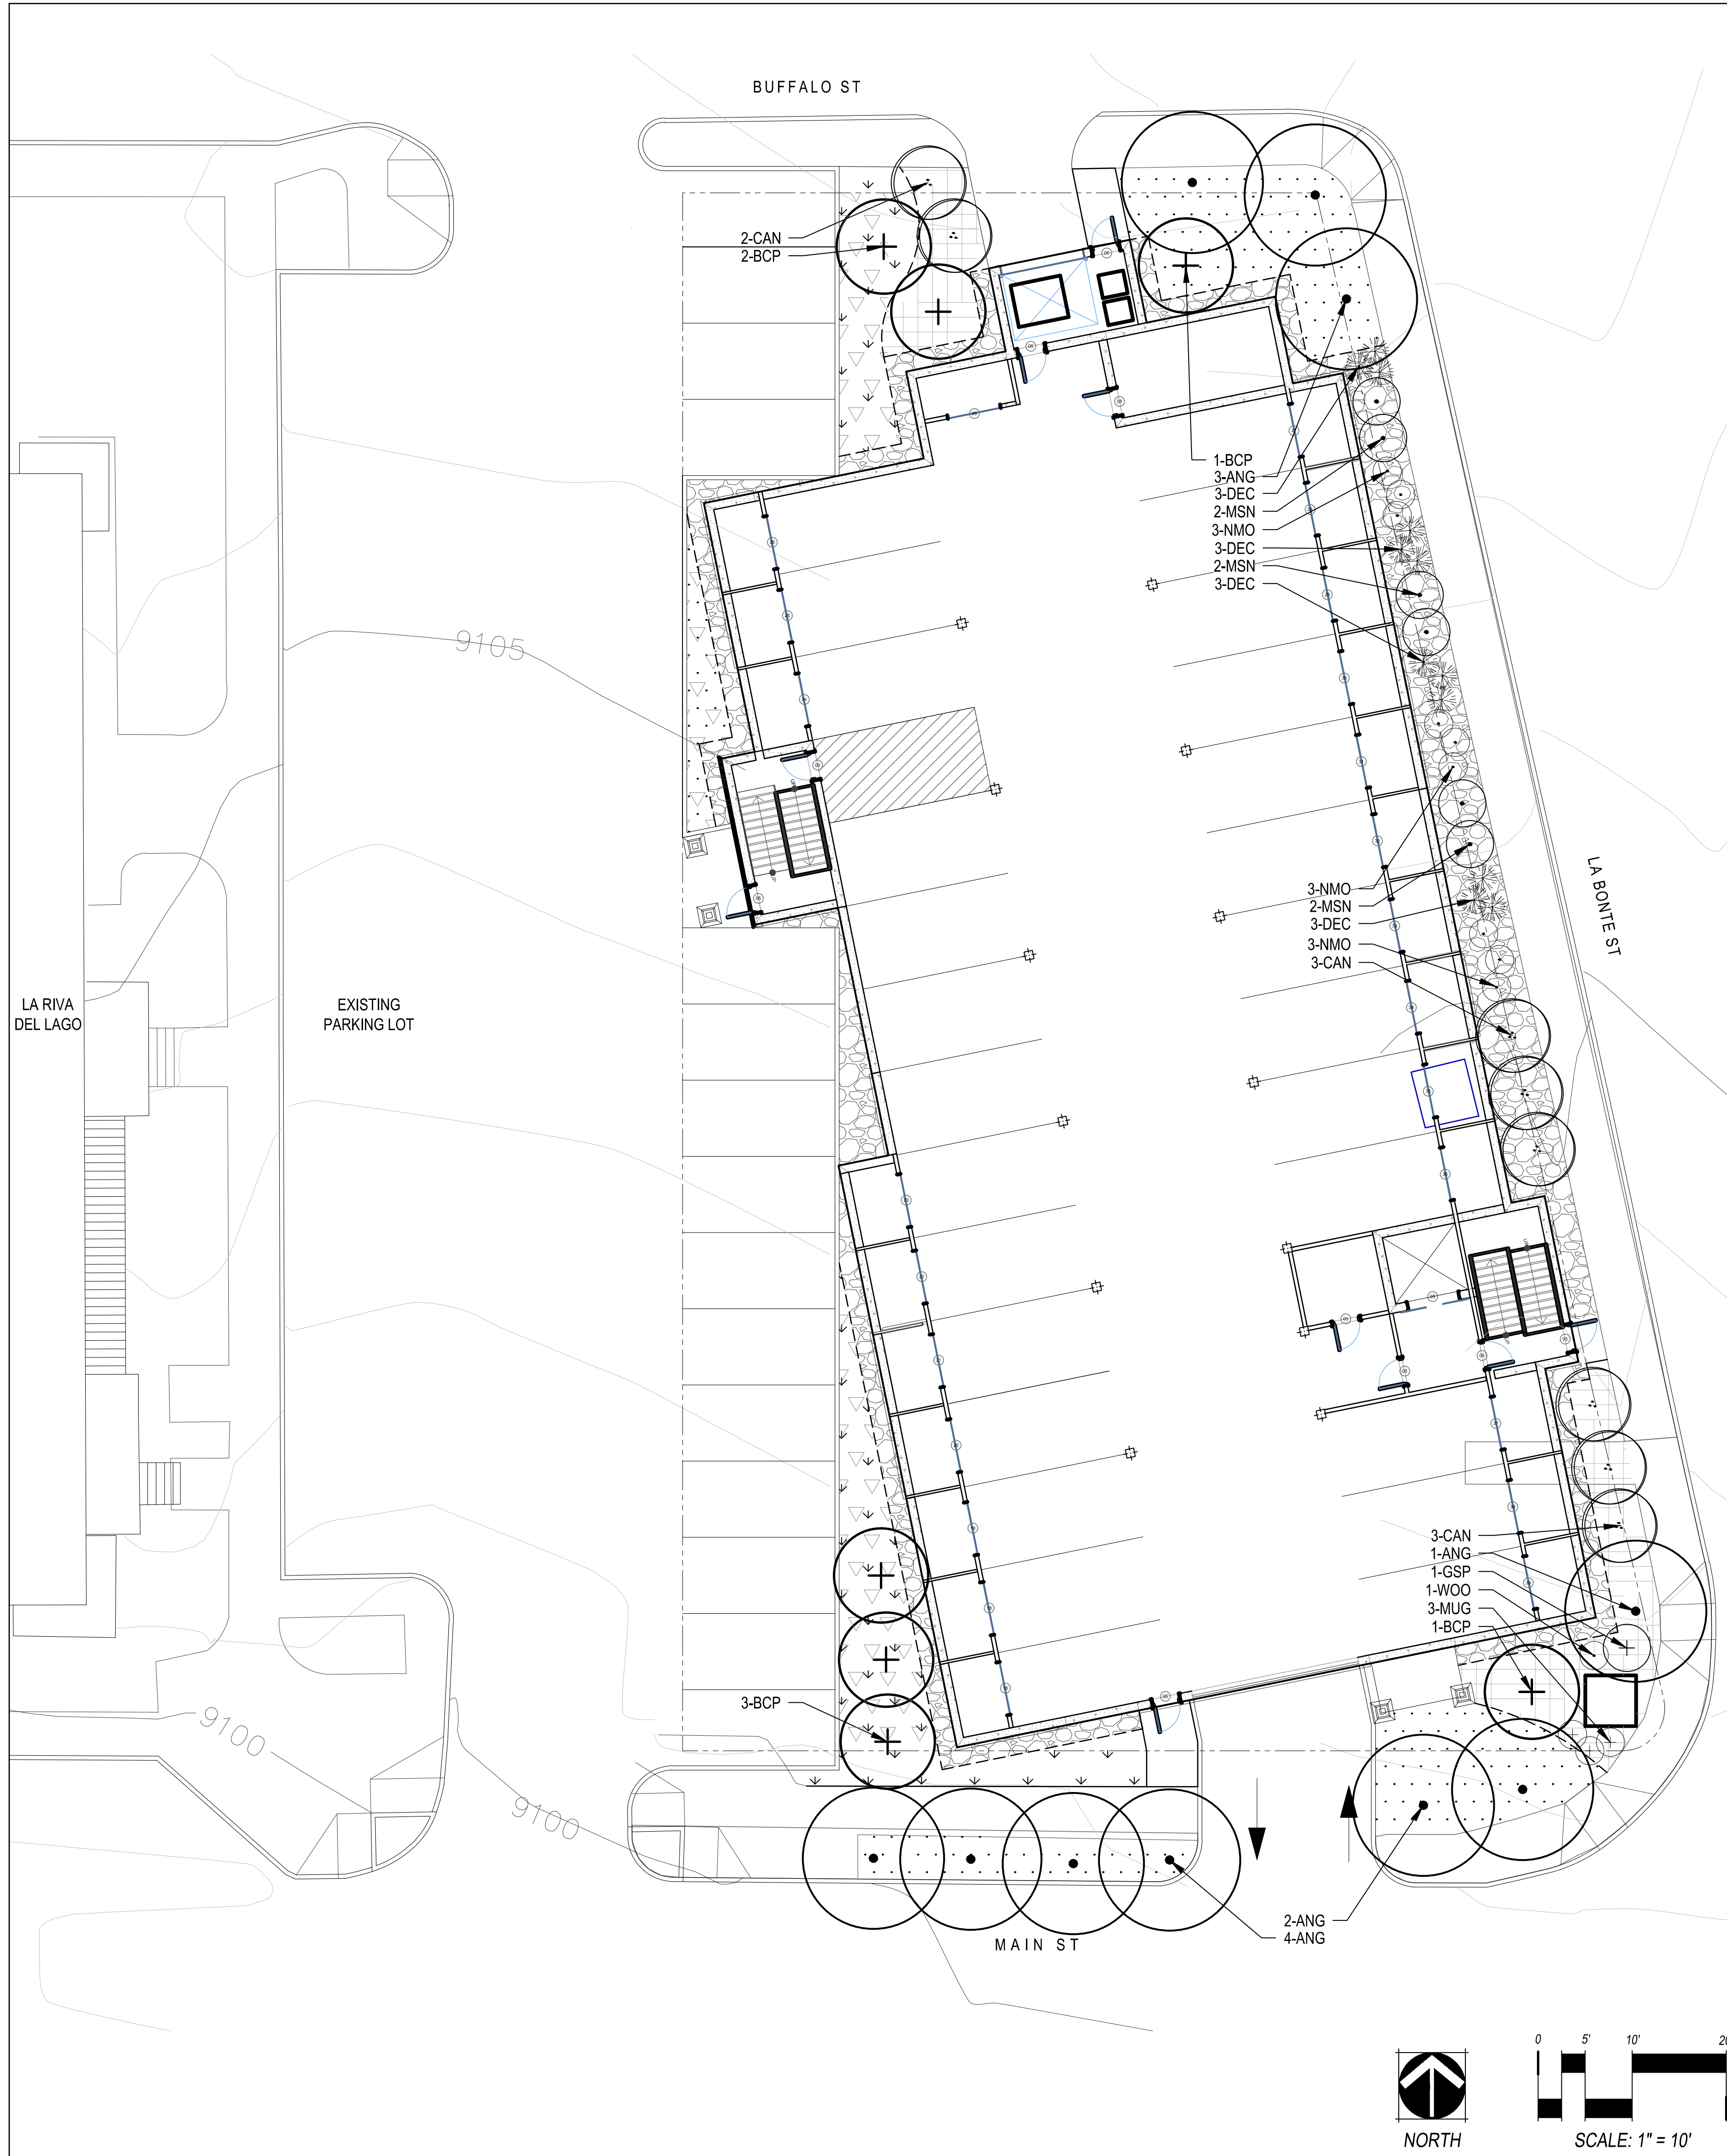 BUFFALO ST
2-CAN
2-BCP
1-BCP
3-ANG
3-DEC
2-MSN
3-NMO
3-DEC
2-MSN
3-DEC
9105
3-NMO
2-MSN
3-DEC
3-NMO
3-CAN
LA BONTE ST
LA RIVA
DEL LAGO
EXISTING
PARKING LOT
3-CAN
1-ANG
1-GSP
1-WOO
3-MUG
1-BCP
3-BCP
9100
9100
2-ANG
4-ANG
MAIN ST
0 5' 10'
NORTH
SCALE: 1" = 10'